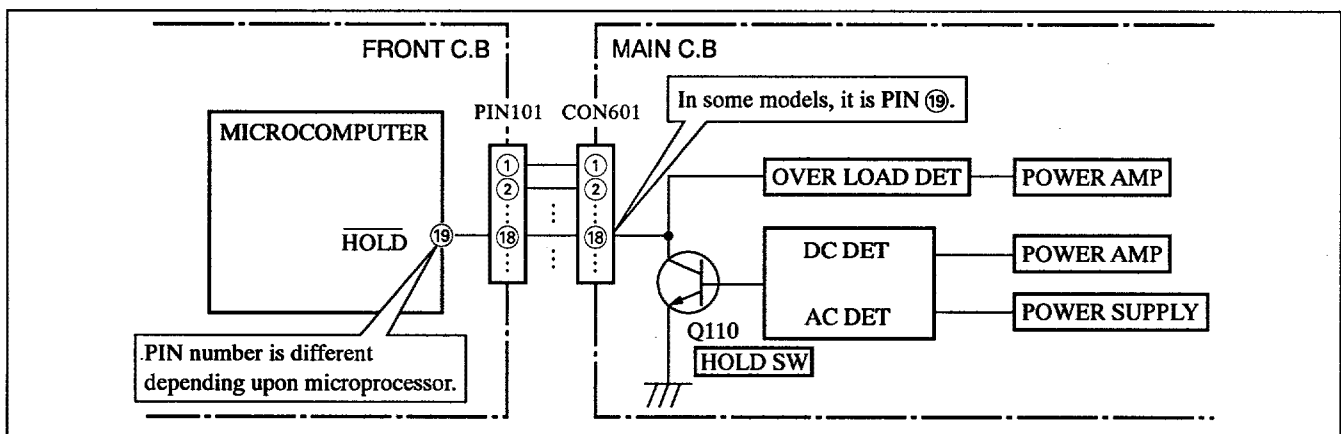 FRONT C.B
MAIN C.B
PIN101
CON601
In some models, it is PIN ⑲.
MICROCOMPUTER
①
①
②
②
HOLD
⑲
⑱
⑱
OVER LOAD DET
POWER AMP
DC DET
POWER AMP
AC DET
POWER SUPPLY
Q110
HOLD SW
PIN number is different
depending upon microprocessor.